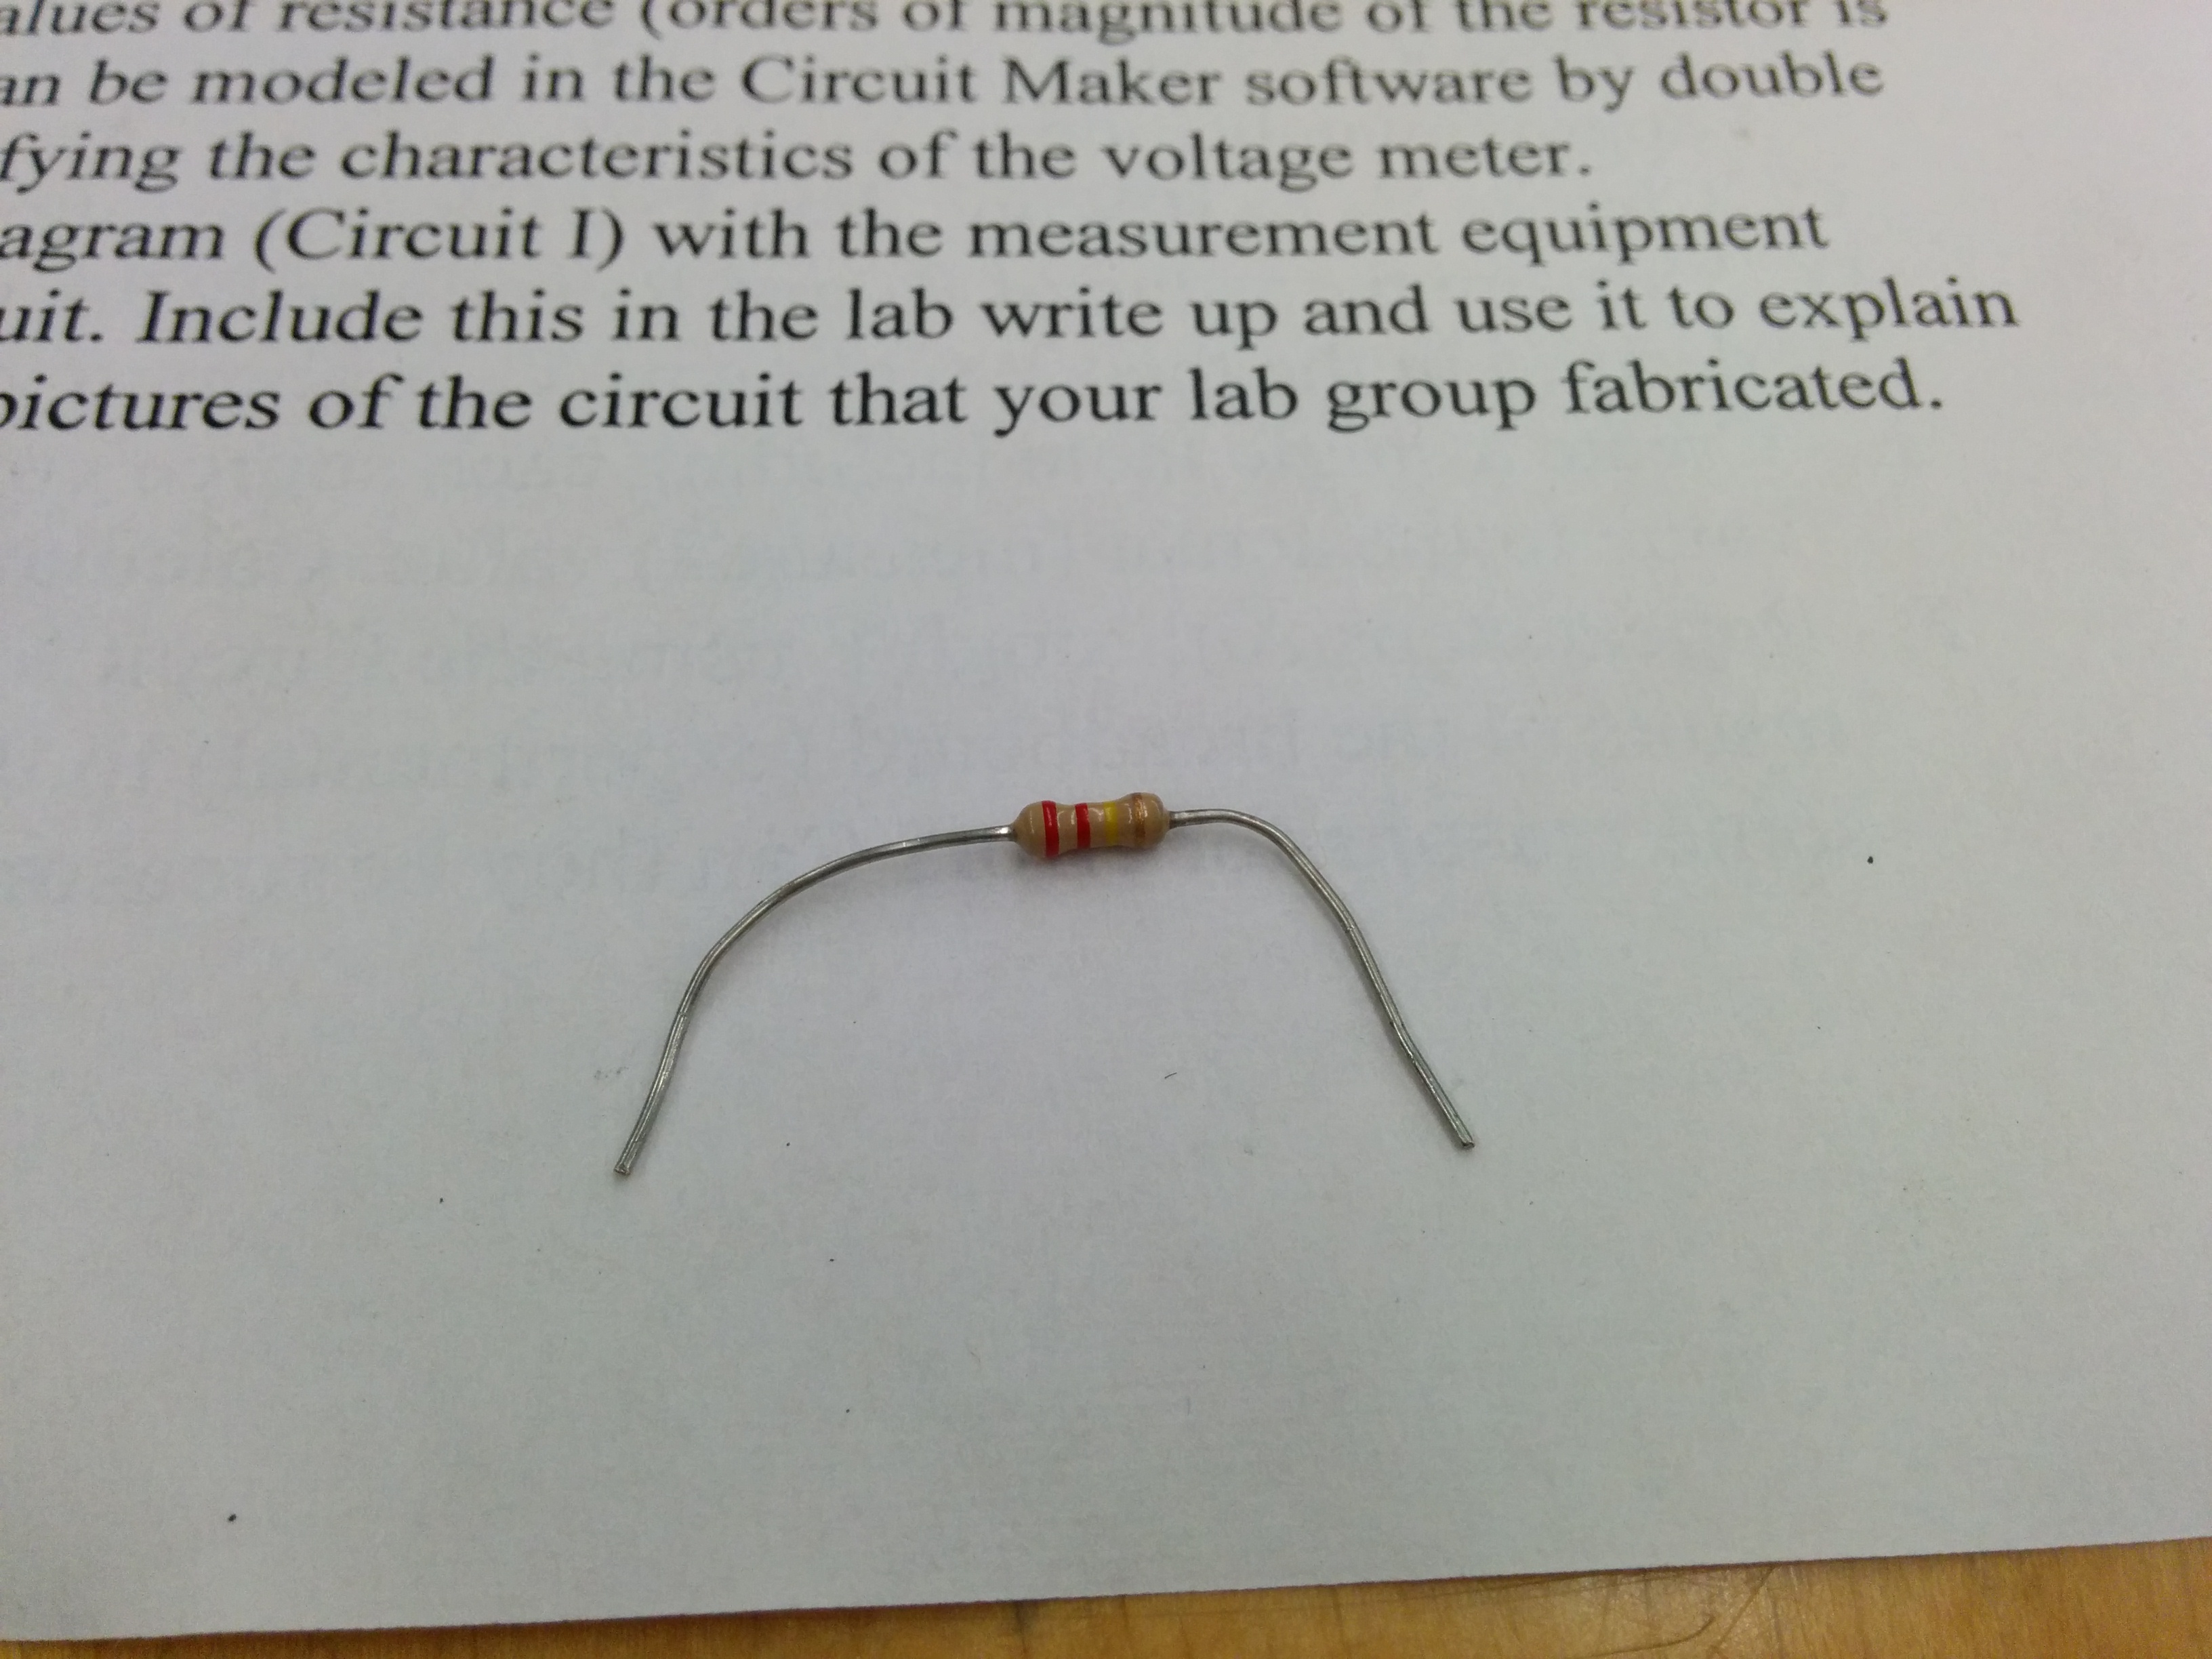 alues of resistance (orders of magnitude of the resistor is
an be modeled in the Circuit Maker software by double
fying the characteristics of the voltage meter.
agram (Circuit I) with the measurement equipment
uit. Include this in the lab write up and use it to explain
pictures of the circuit that your lab group fabricated.